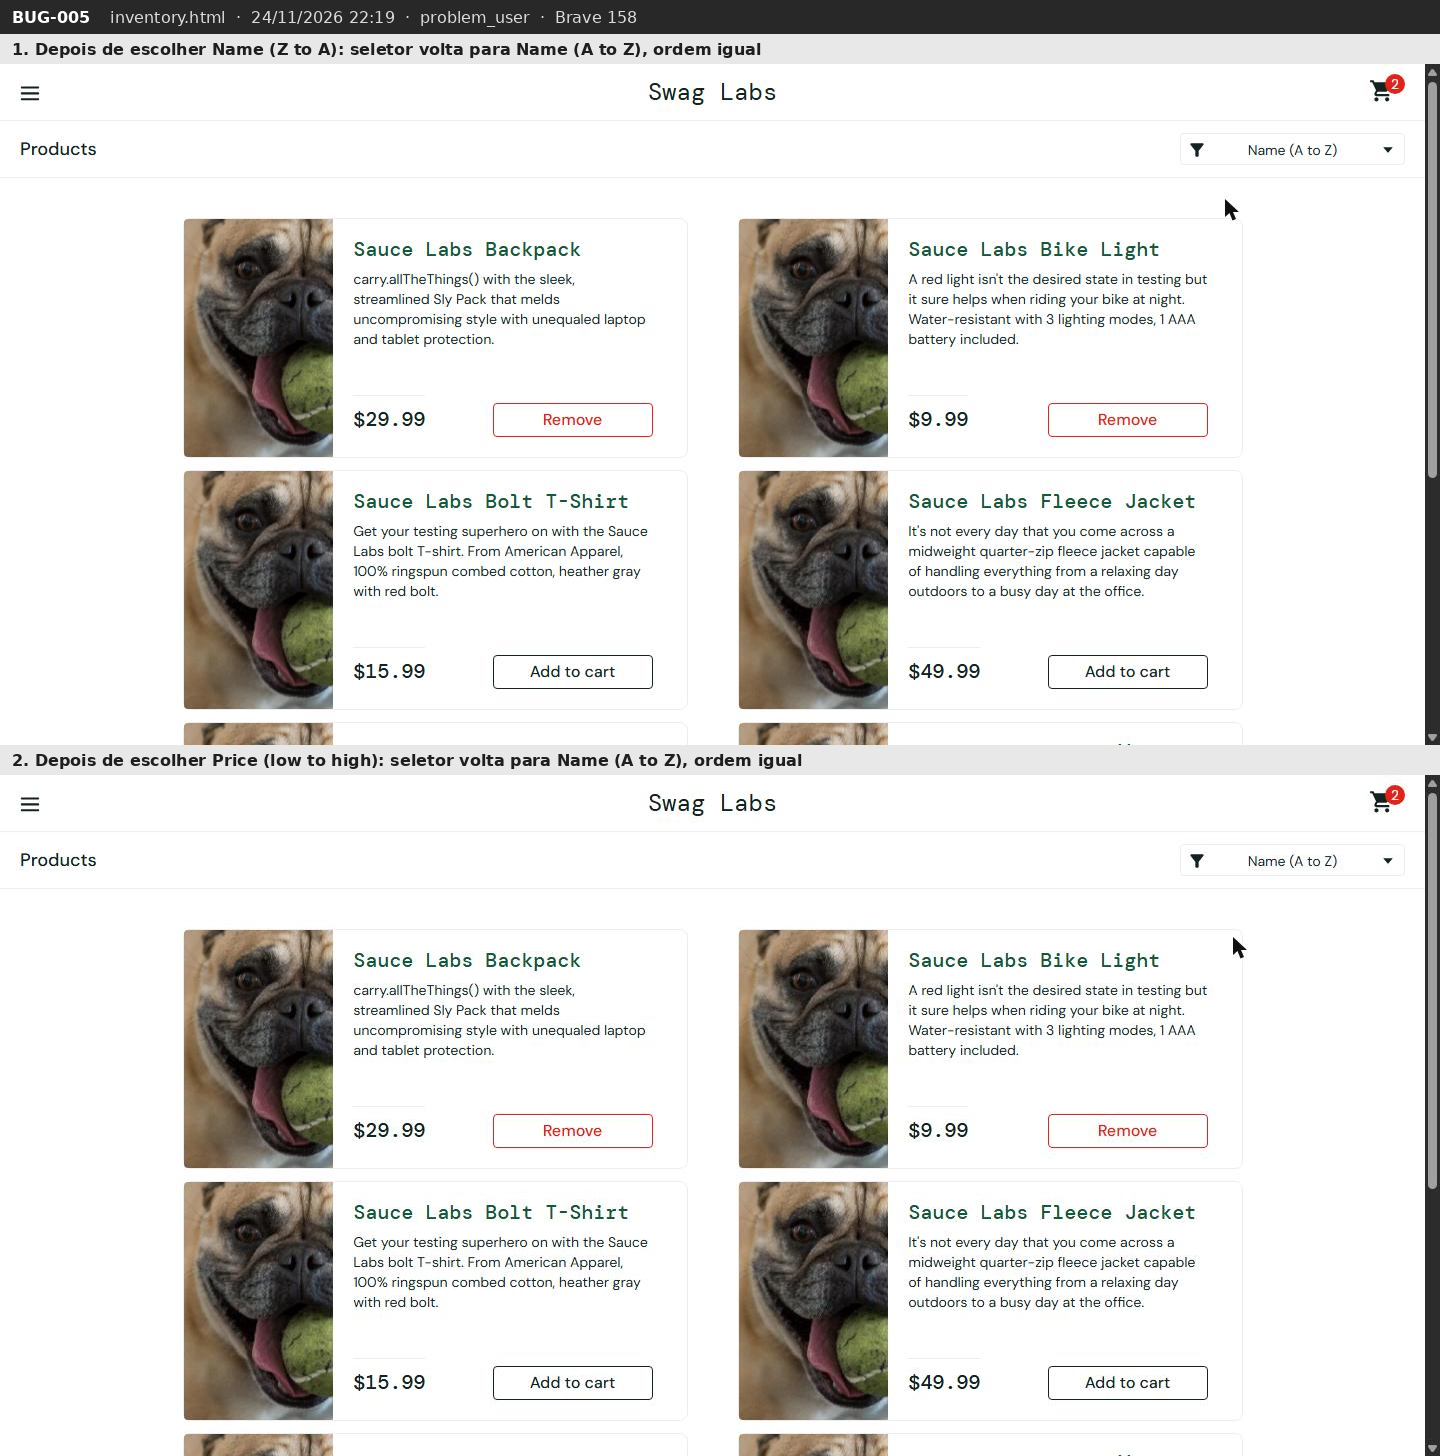 BUG-005 inventory.html · 24/11/2026 22:19 · problem_user · Brave 158
1. Depois de escolher Name (Z to A): seletor volta para Name (A to Z), ordem igual
Swag Labs
2
Products
Name (A to Z)
Sauce Labs Backpack
carry.allTheThings() with the sleek,
streamlined Sly Pack that melds
uncompromising style with unequaled laptop
and tablet protection.
$29.99
Remove
Sauce Labs Bike Light
A red light isn't the desired state in testing but
it sure helps when riding your bike at night.
Water-resistant with 3 lighting modes, 1 AAA
battery included.
$9.99
Remove
Sauce Labs Bolt T-Shirt
Get your testing superhero on with the Sauce
Labs bolt T-shirt. From American Apparel,
100% ringspun combed cotton, heather gray
with red bolt.
$15.99
Add to cart
Sauce Labs Fleece Jacket
It's not every day that you come across a
midweight quarter-zip fleece jacket capable
of handling everything from a relaxing day
outdoors to a busy day at the office.
$49.99
Add to cart
2. Depois de escolher Price (low to high): seletor volta para Name (A to Z), ordem igual
Swag Labs
2
Products
Name (A to Z)
Sauce Labs Backpack
carry.allTheThings() with the sleek,
streamlined Sly Pack that melds
uncompromising style with unequaled laptop
and tablet protection.
$29.99
Remove
Sauce Labs Bike Light
A red light isn't the desired state in testing but
it sure helps when riding your bike at night.
Water-resistant with 3 lighting modes, 1 AAA
battery included.
$9.99
Remove
Sauce Labs Bolt T-Shirt
Get your testing superhero on with the Sauce
Labs bolt T-shirt. From American Apparel,
100% ringspun combed cotton, heather gray
with red bolt.
$15.99
Add to cart
Sauce Labs Fleece Jacket
It's not every day that you come across a
midweight quarter-zip fleece jacket capable
of handling everything from a relaxing day
outdoors to a busy day at the office.
$49.99
Add to cart